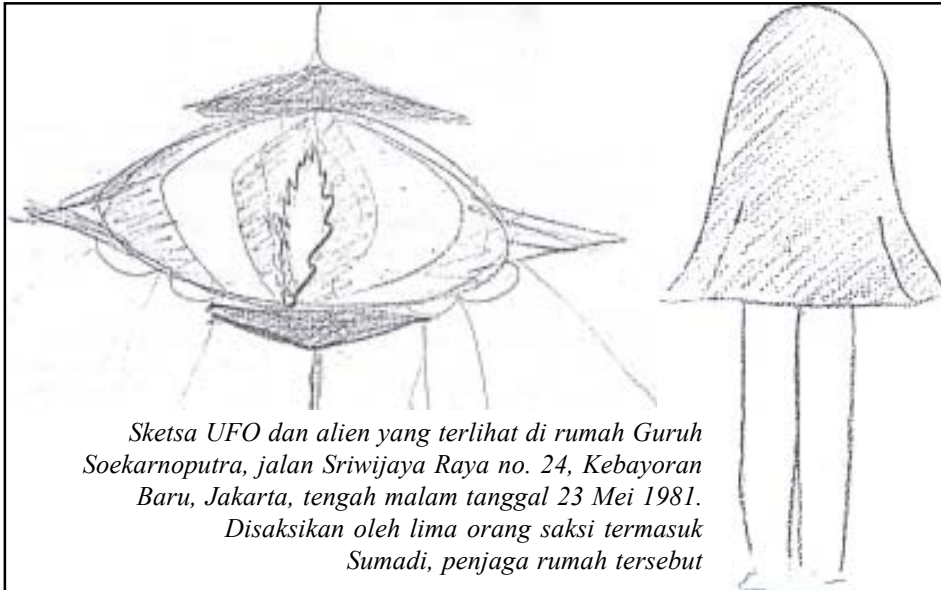 Sketsa UFO dan alien yang terlihat di rumah Guruh
Soekarnoputra, jalan Sriwijaya Raya no. 24, Kebayoran
Baru, Jakarta, tengah malam tanggal 23 Mei 1981.
Disaksikan oleh lima orang saksi termasuk
Sumadi, penjaga rumah tersebut